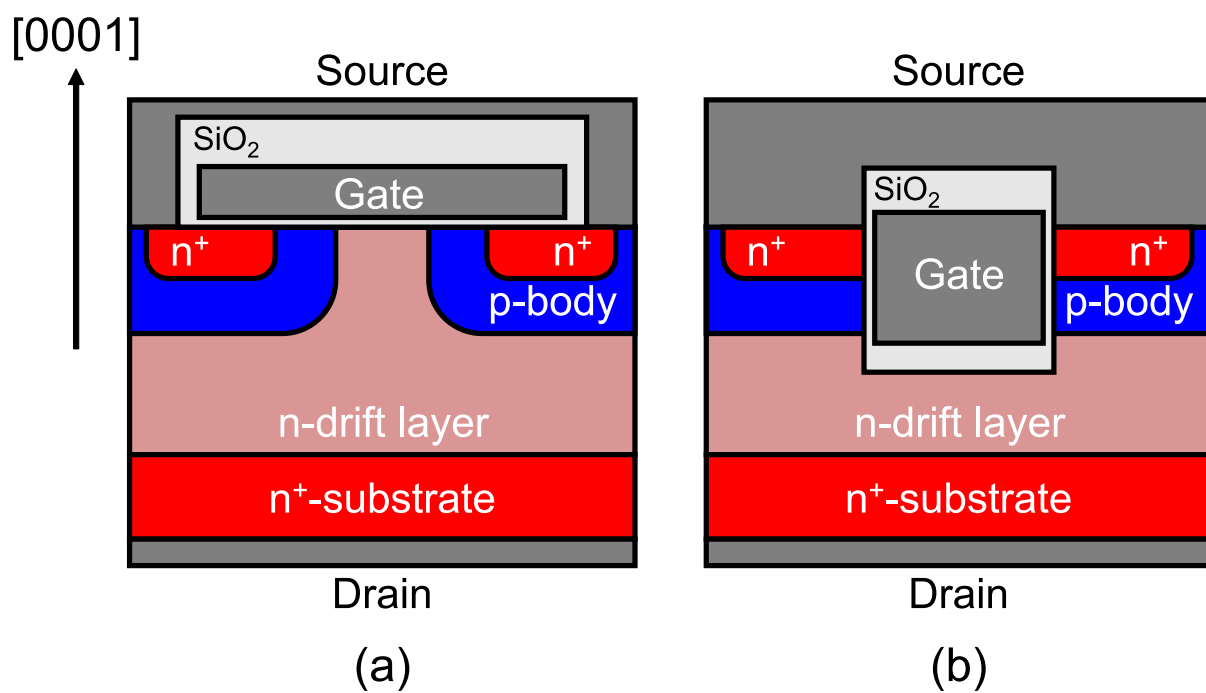 [0001]
Source
SiO₂
Gate
n⁺
n⁺
p-body
n-drift layer
n⁺-substrate
Drain
(a)
Source
SiO₂
Gate
n⁺
n⁺
p-body
n-drift layer
n⁺-substrate
Drain
(b)